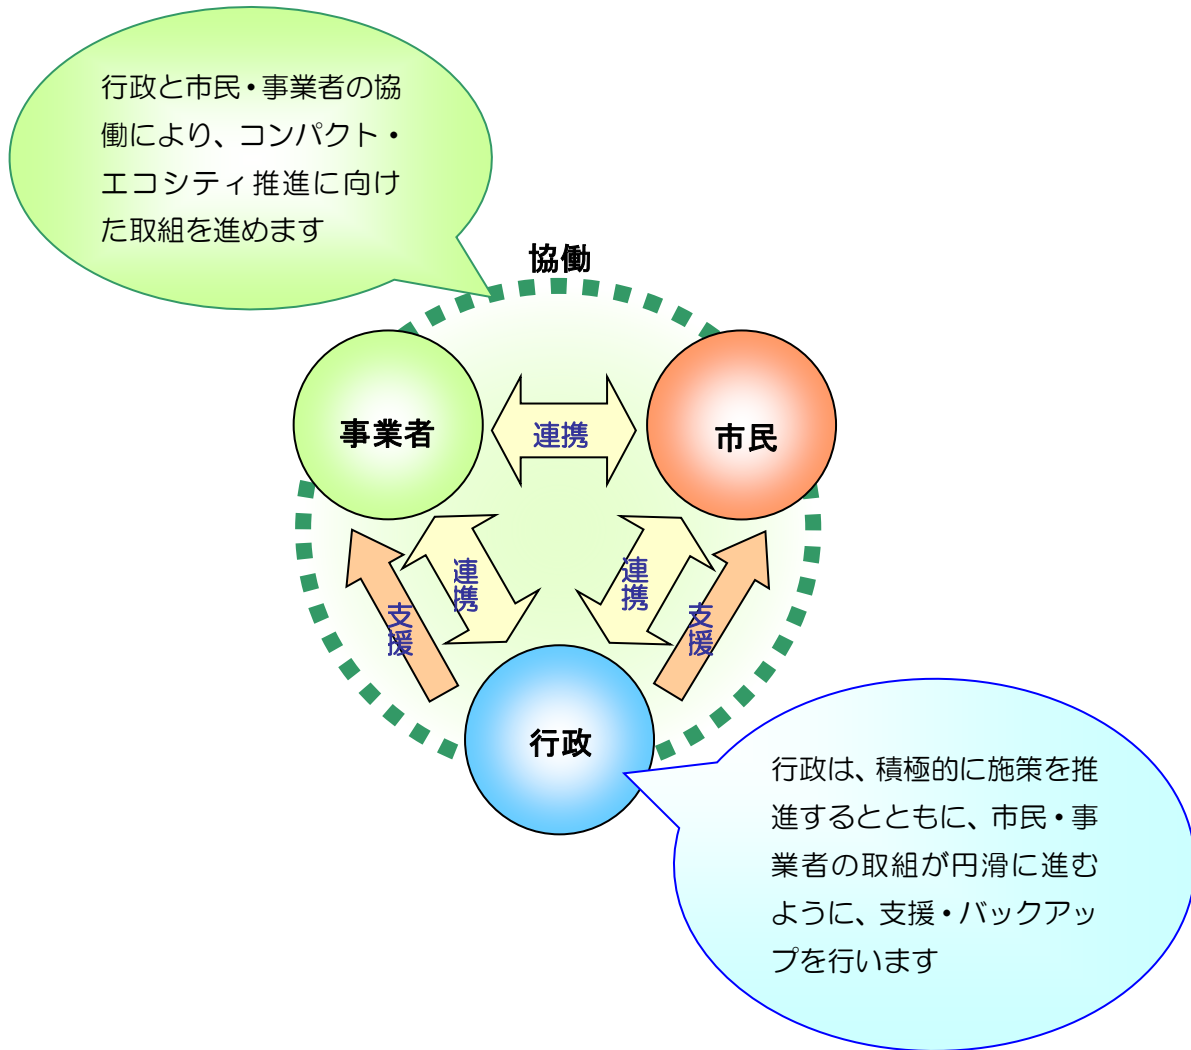 行政と市民・事業者の協
働により、コンパクト・
エコシティ推進に向け
た取組を進めます
協働
事業者
連携
市民
連携
連携
支援
支援
行政
行政は、積極的に施策を推
進するとともに、市民・事
業者の取組が円滑に進む
ように、支援・バックアッ
プを行います